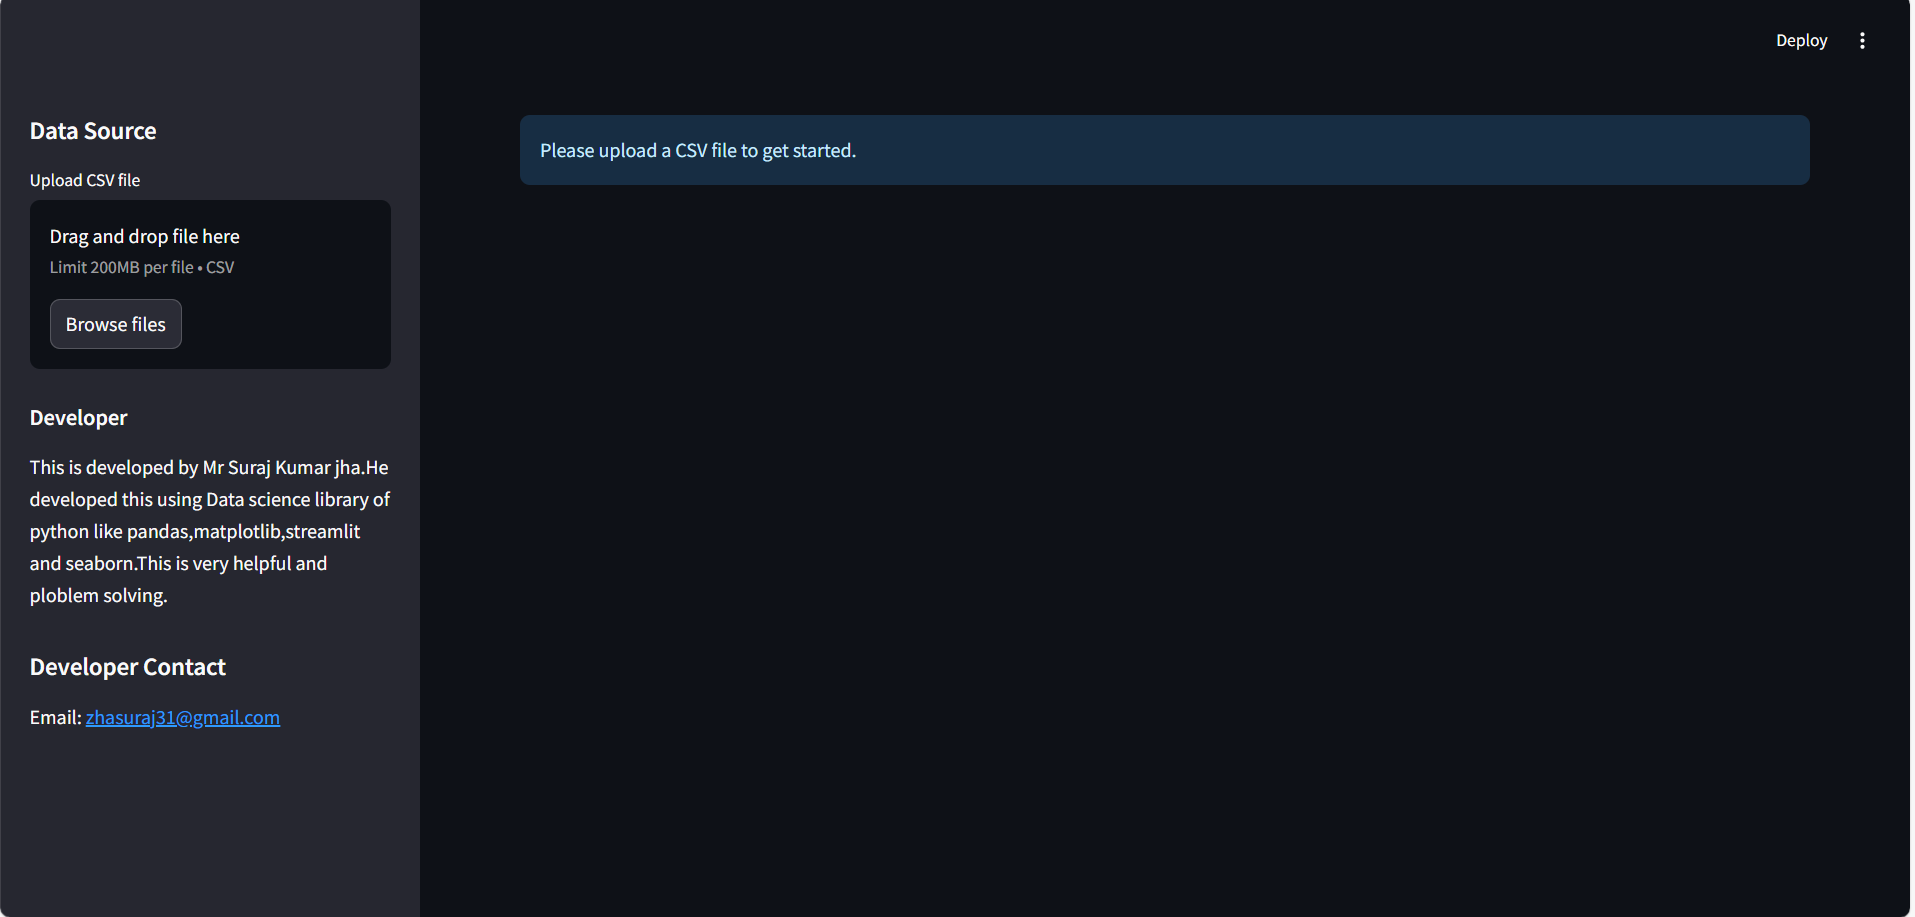 Deploy
Data Source
Upload CSV file
Drag and drop file here
Limit 200MB per file • CSV
Browse files
Developer
This is developed by Mr Suraj Kumar jha.He
developed this using Data science library of
python like pandas,matplotlib,streamlit
and seaborn.This is very helpful and
ploblem solving.
Developer Contact
Email: zhasuraj31@gmail.com
Please upload a CSV file to get started.